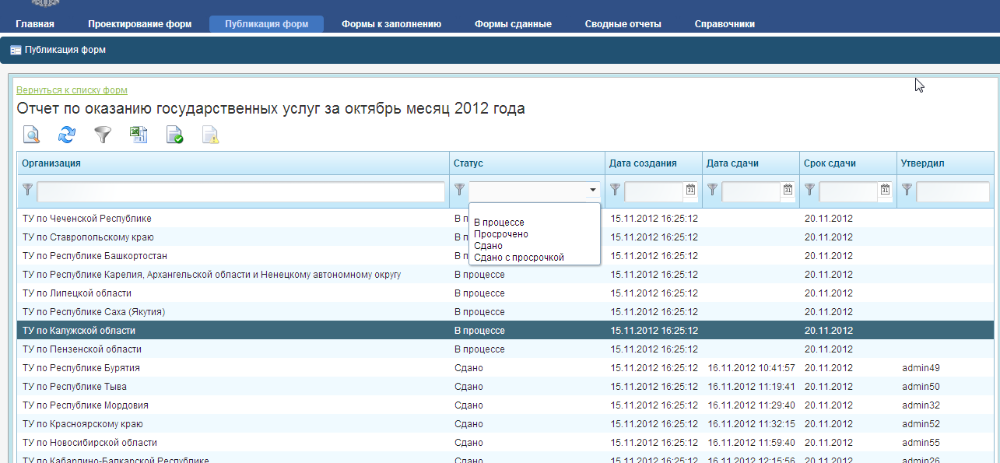 Главная Проектирование форм Публикация форм Формы к заполнению Формы сданные Сводные отчеты Справочники
Публикация форм
Вернуться к списку форм
Отчет по оказанию государственных услуг за октябрь месяц 2012 года
Организация Статус Дата создания Дата сдачи Срок сдачи Утвердил
31 31 31
В процессе
Просрочено
Сдано
Сдано с просрочкой
ТУ по Чеченской Республике В п 15.11.2012 16:25:12 20.11.2012
ТУ по Ставропольскому краю В п 15.11.2012 16:25:12 20.11.2012
ТУ по Республике Башкортостан В п 15.11.2012 16:25:12 20.11.2012
ТУ по Республике Карелия, Архангельской области и Ненецкому автономному округу В процессе 15.11.2012 16:25:12 20.11.2012
ТУ по Липецкой области В процессе 15.11.2012 16:25:12 20.11.2012
ТУ по Республике Саха (Якутия) В процессе 15.11.2012 16:25:12 20.11.2012
ТУ по Калужской области В процессе 15.11.2012 16:25:12 20.11.2012
ТУ по Пензенской области В процессе 15.11.2012 16:25:12 20.11.2012
ТУ по Республике Бурятия Сдано 15.11.2012 16:25:12 16.11.2012 10:41:57 20.11.2012 admin49
ТУ по Республике Тыва Сдано 15.11.2012 16:25:12 16.11.2012 11:19:41 20.11.2012 admin50
ТУ по Республике Мордовия Сдано 15.11.2012 16:25:12 16.11.2012 11:29:40 20.11.2012 admin32
ТУ по Красноярскому краю Сдано 15.11.2012 16:25:12 16.11.2012 11:32:15 20.11.2012 admin52
ТУ по Новосибирской области Сдано 15.11.2012 16:25:12 16.11.2012 11:59:40 20.11.2012 admin55
ТУ по Кабардино-Балкарской Республике Сдано 15.11.2012 16:25:12 16.11.2012 12:15:56 20.11.2012 admin26